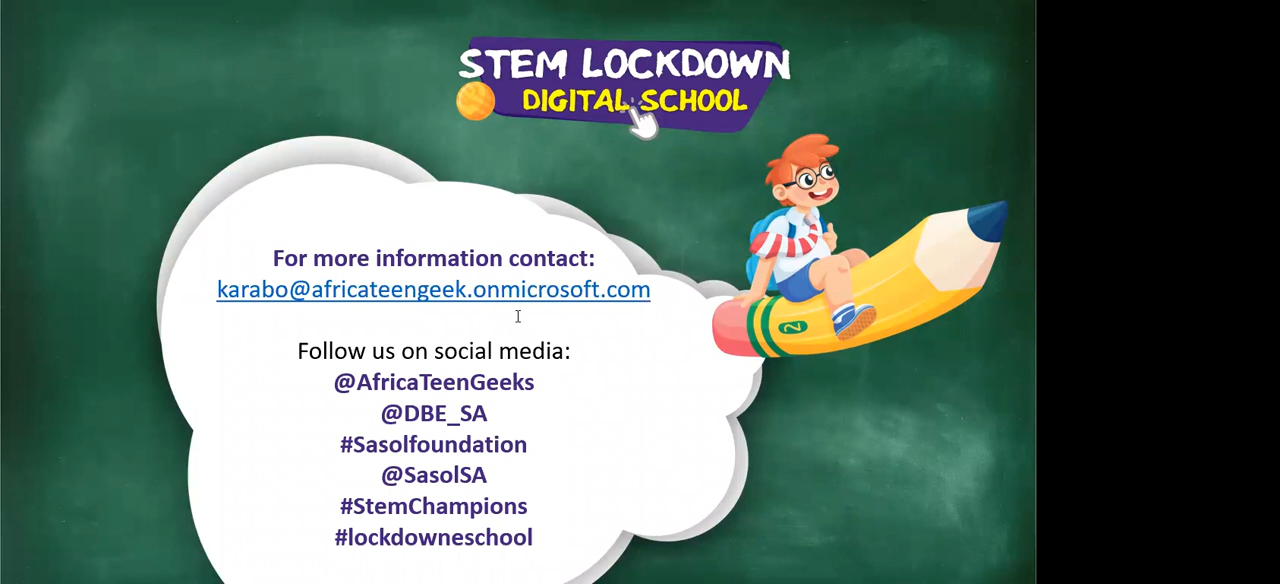 STEM LOCKDOWN
DIGITAL SCHOOL
For more information contact:
karabo@africateengeek.onmicrosoft.com
Follow us on social media:
@AfricaTeenGeeks
@DBE_SA
#Sasolfoundation
@SasolSA
#StemChampions
#lockdowneschool
2